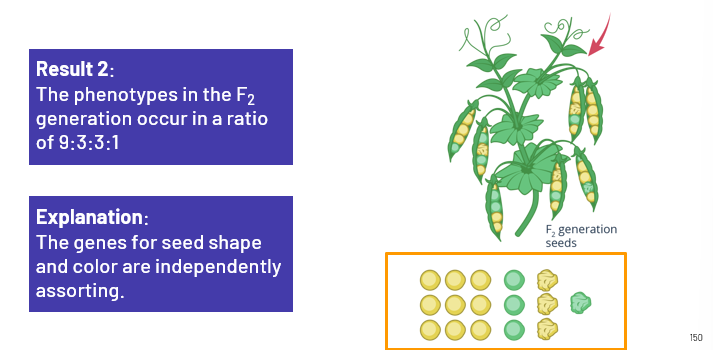 Result 2:
The phenotypes in the F₂
generation occur in a ratio
of 9:3:3:1
Explanation:
The genes for seed shape
and color are independently
assorting.
F₂ generation
seeds
150